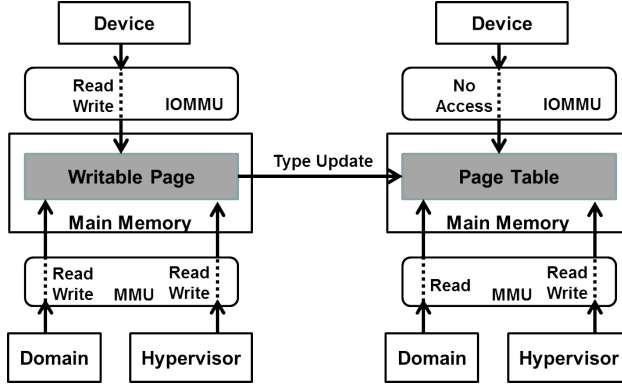 Device
Read
Write
IOMMU
Writable Page
Main Memory
Read
Write
MMU
Read
Write
Domain
Hypervisor
Type Update
Device
No
Access
IOMMU
Page Table
Main Memory
Read
MMU
Read
Write
Domain
Hypervisor